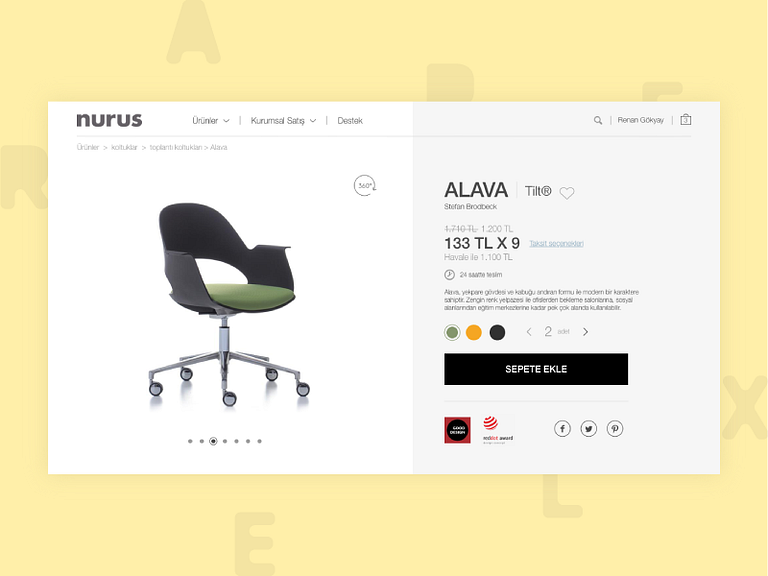 A
P
F
R
nurus
Ürünler
Kurumsal Satış
Destek
Renan Gökyay
3
Ürünler > koltuklar > toplantı koltukları > Alava
360°
ALAVA Tilt®
Stefan Brodbeck
1.710 TL 1.200 TL
133 TL X 9 Taksit seçenekleri
Havale ile 1.100 TL
24 saatte teslim
Alava, yekpare gövdesi ve kabuğu andıran formu ile modern bir karaktere
sahiptir. Zengin renk yelpazesi ile ofislerden bekleme salonlarına, sosyal
alanlarından eğitim merkezlerine kadar pek çok alanda kullanılabilir.
2 adet
SEPETE EKLE
GOOD
DESIGN
reddot award
X
L
E